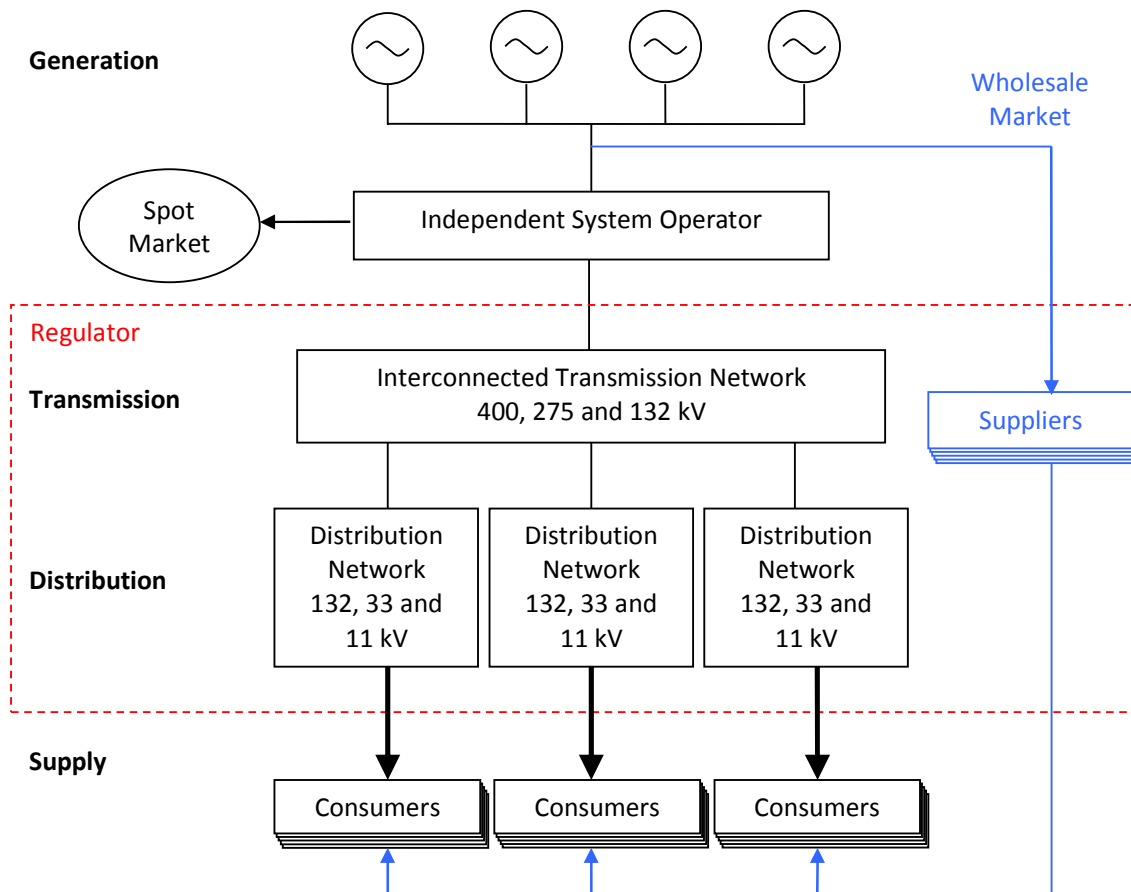 Generation
Wholesale
Market
Spot
Market
Independent System Operator
Regulator
Interconnected Transmission Network
400, 275 and 132 kV
Transmission
Suppliers
Distribution
Network
132, 33 and
11 kV
Distribution
Network
132, 33 and
11 kV
Distribution
Network
132, 33 and
11 kV
Distribution
Supply
Consumers
Consumers
Consumers